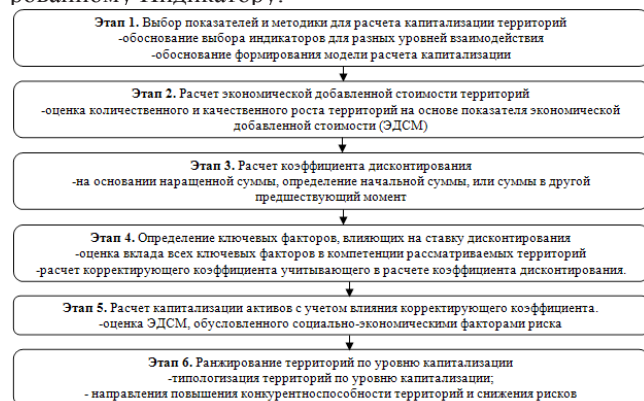 рованному Индикатору.
Этап 1. Выбор показателей и методики для расчета капитализации территорий
-обоснование выбора индикаторов для разных уровней взаимодействия
-обоснование формирования модели расчета капитализации
Этап 2. Расчет экономической добавленной стоимости территорий
-оценка количественного и качественного роста территорий на основе показателя экономической
добавленной стоимости (ЭДСМ)
Этап 3. Расчет коэффициента дисконтирования
-на основании наращенной суммы, определение начальной суммы, или суммы в другой
предшествующий момент
Этап 4. Определение ключевых факторов, влияющих на ставку дисконтирования
-оценка вклада всех ключевых факторов в компетенции рассматриваемых территорий
-расчет корректирующего коэффициента учитывающего в расчете коэффициента дисконтирования.
Этап 5. Расчет капитализации активов с учетом влияния корректирующего коэффициента.
-оценка ЭДСМ, обусловленного социально-экономическими факторами риска
Этап 6. Ранжирование территорий по уровню капитализации
-типологизация территорий по уровню капитализации;
- направления повышения конкурентноспособности территорий и снижения рисков